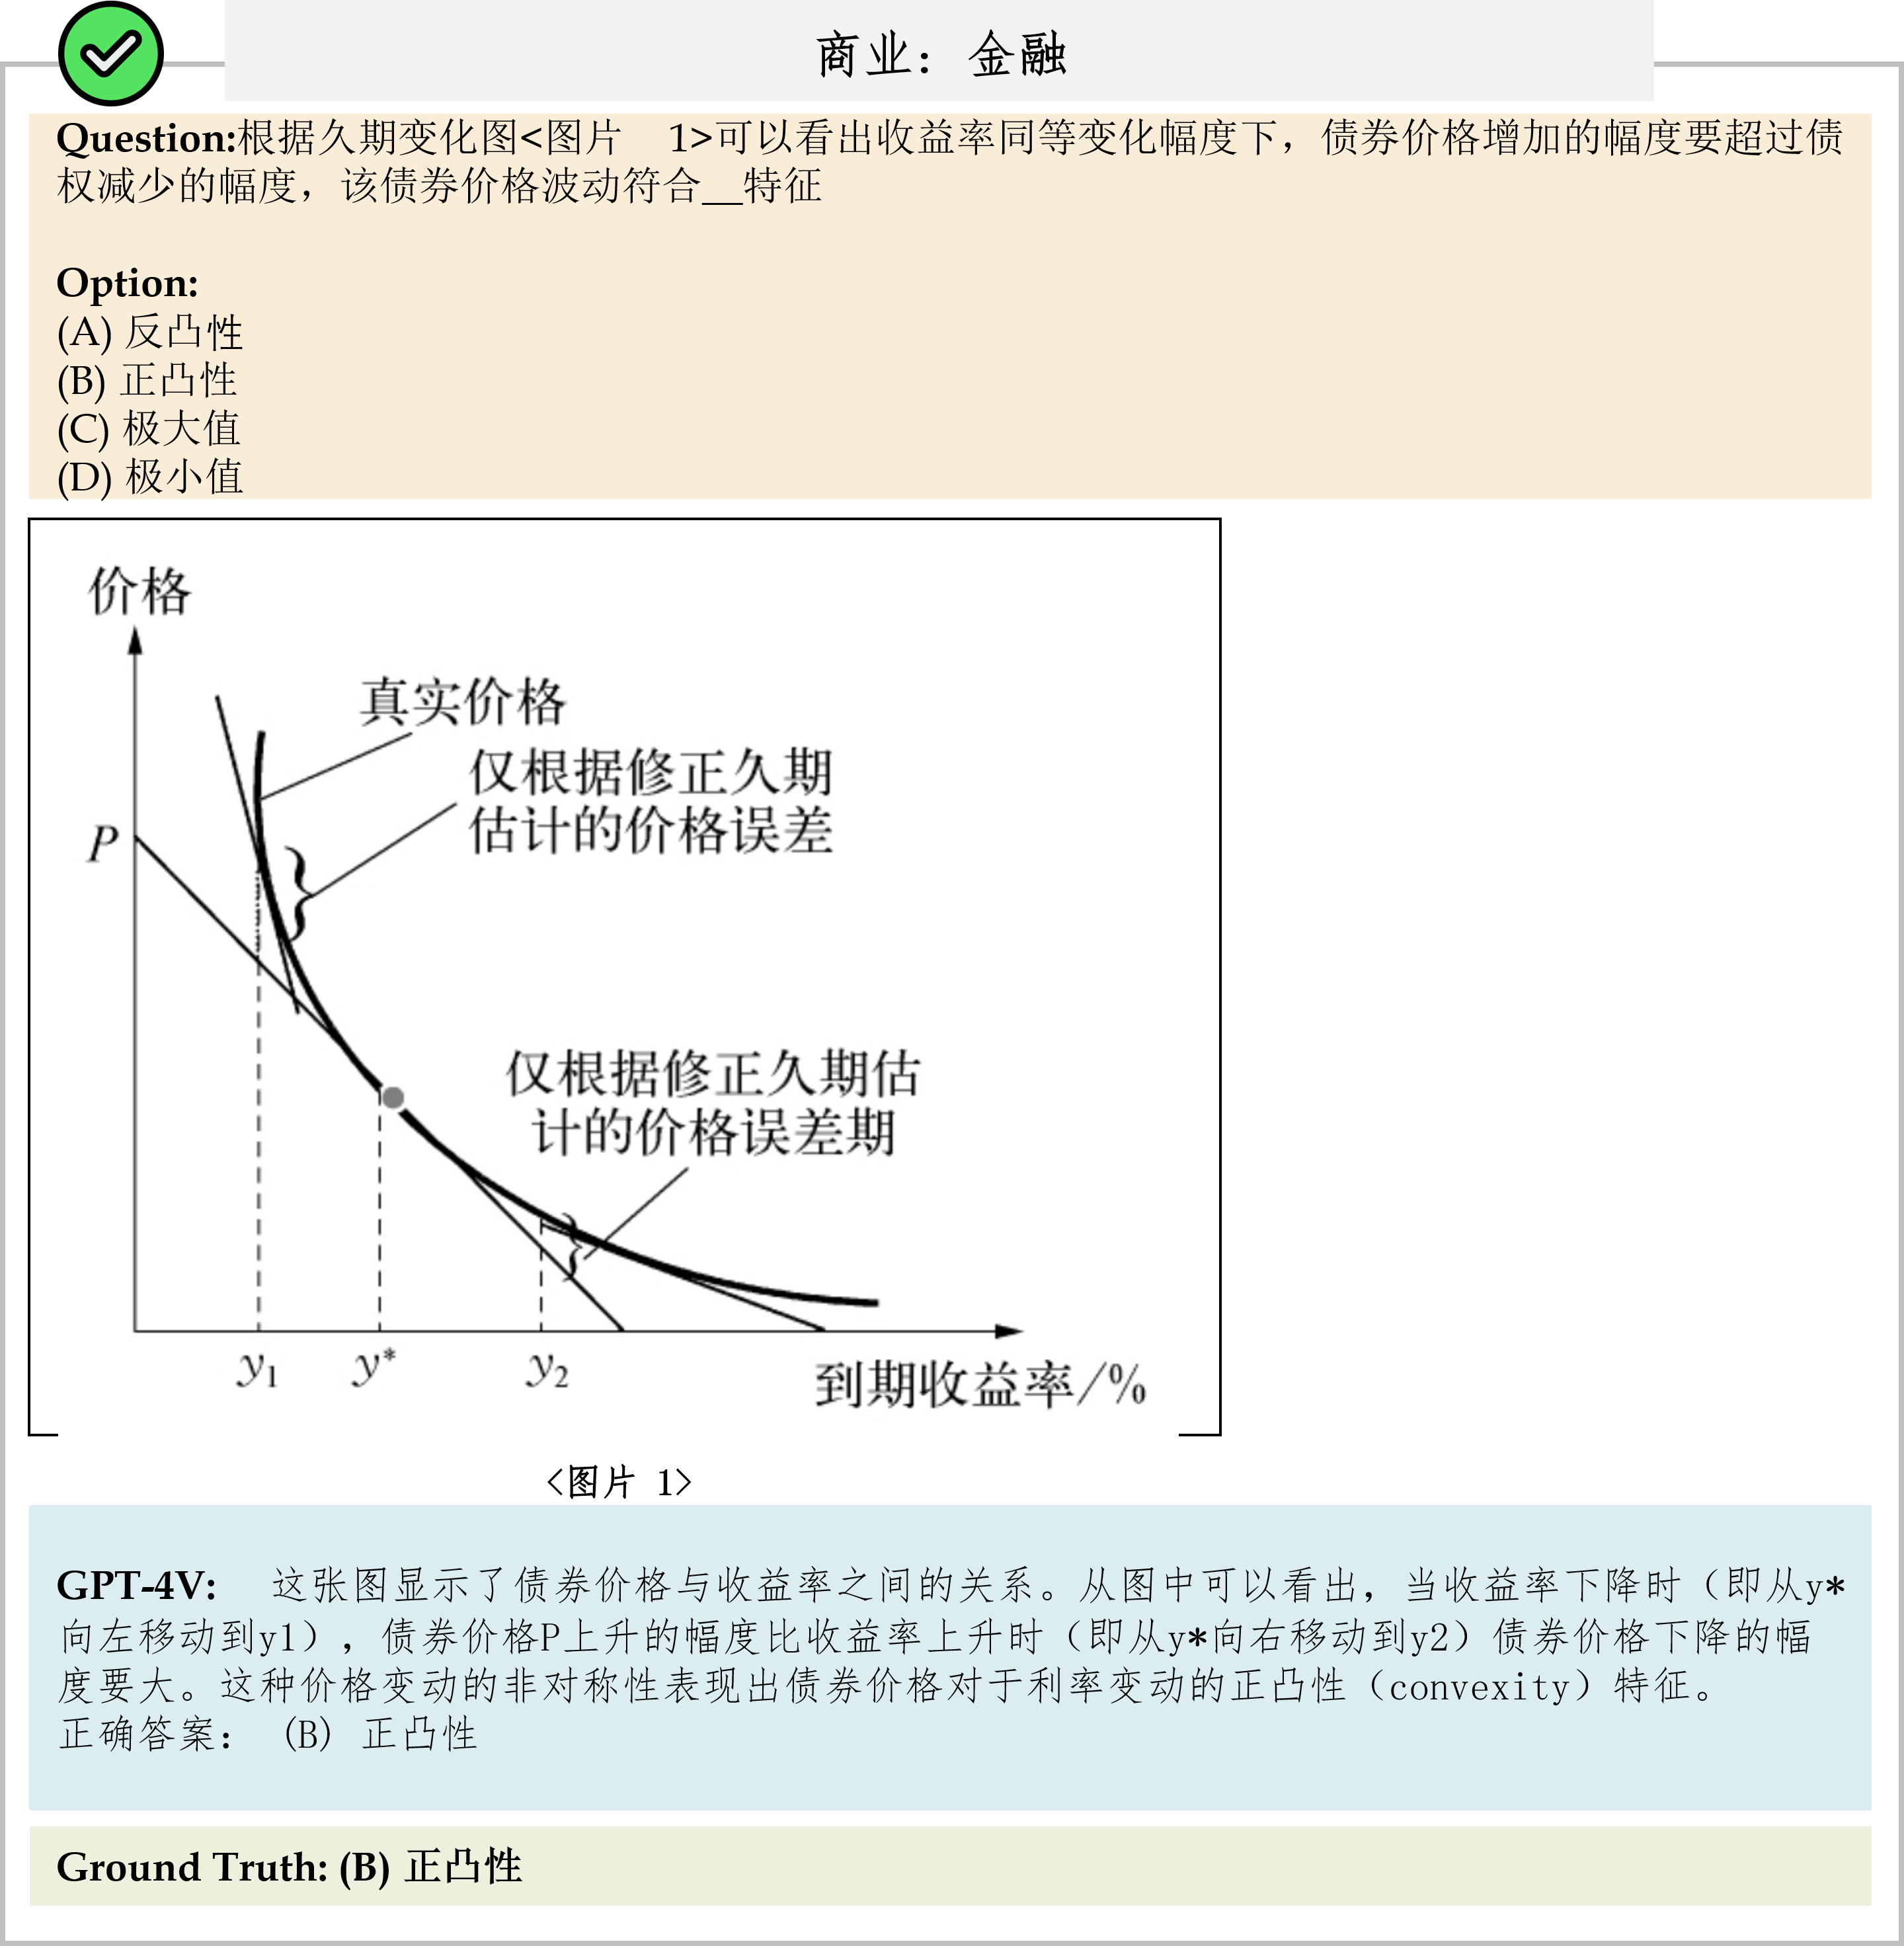 商业：金融
Question:根据久期变化图<图片 1>可以看出收益率同等变化幅度下，债券价格增加的幅度要超过债
权减少的幅度，该债券价格波动符合__特征
Option:
(A) 反凸性
(B) 正凸性
(C) 极大值
(D) 极小值
价格
真实价格
仅根据修正久期
估计的价格误差
P
仅根据修正久期估
计的价格误差期
y₁
y*
y₂
到期收益率/%
<图片 1>
GPT-4V: 这张图显示了债券价格与收益率之间的关系。从图中可以看出，当收益率下降时（即从y*
向左移动到y1），债券价格P上升的幅度比收益率上升时（即从y*向右移动到y2）债券价格下降的幅
度要大。这种价格变动的非对称性表现出债券价格对于利率变动的正凸性（convexity）特征。
正确答案： (B) 正凸性
Ground Truth: (B) 正凸性